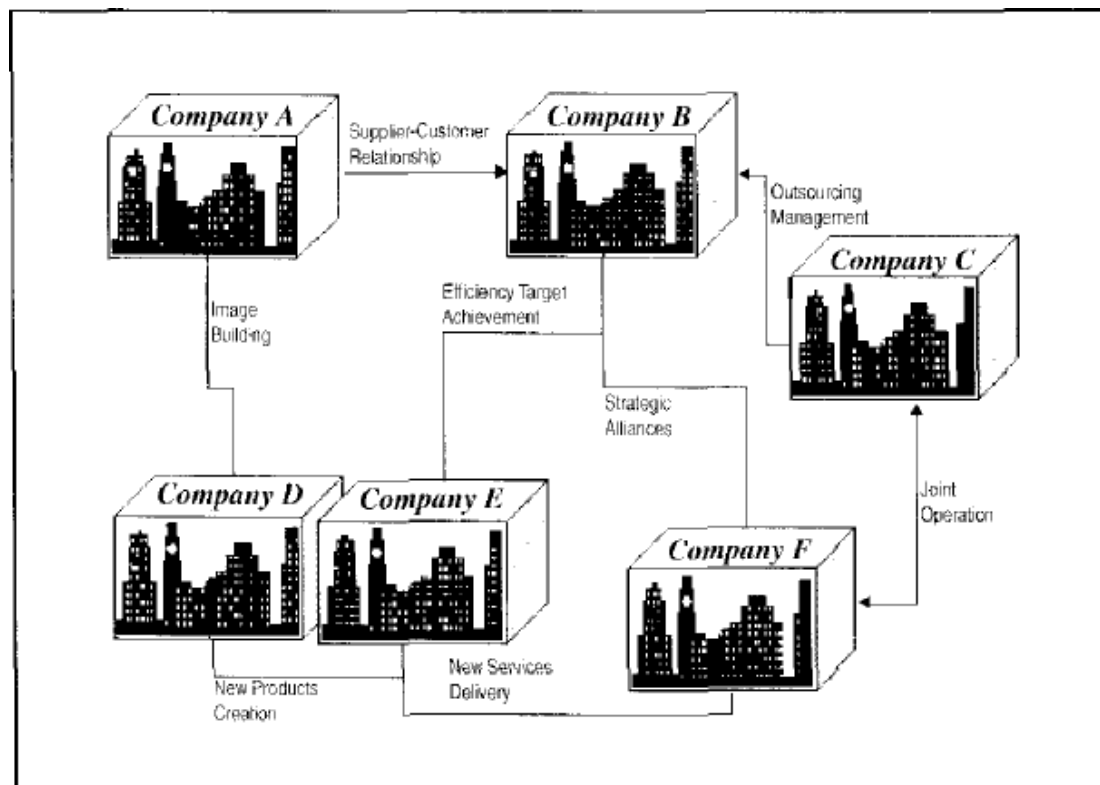 Company A
Company B
Supplier-Customer
Relationship
Outsourcing
Management
Company C
Efficiency Target
Achievement
Image
Building
Strategic
Alliances
Company D
Company E
Joint
Operation
Company F
New Services
Delivery
New Products
Creation